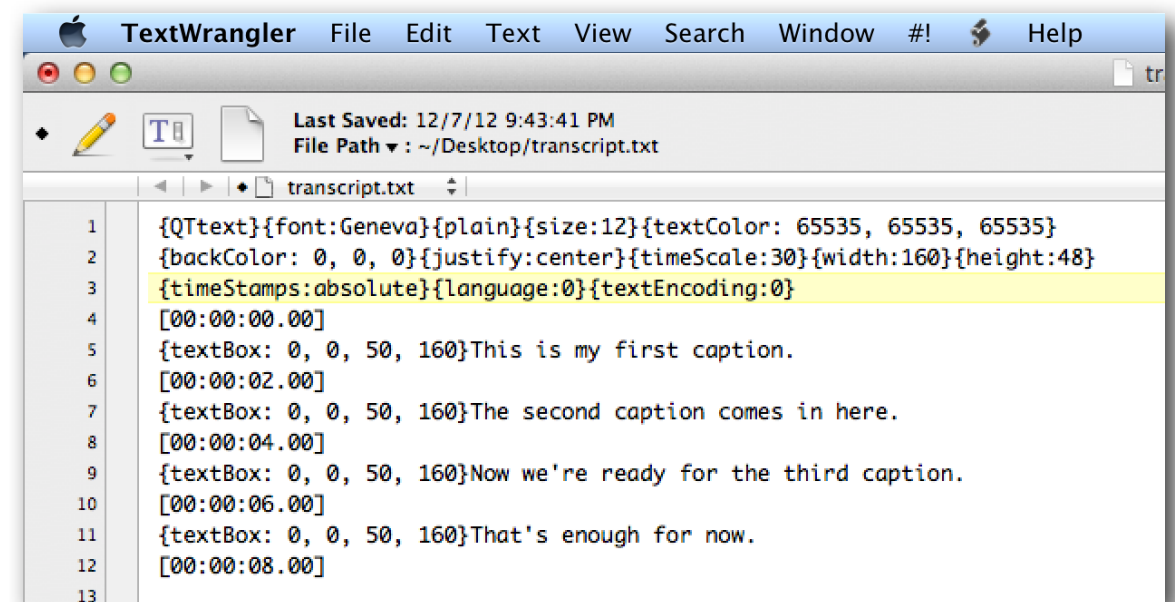 TextWrangler File Edit Text View Search Window #! Help
tr
Last Saved: 12/7/12 9:43:41 PM
File Path ▾ : ~/Desktop/transcript.txt
transcript.txt
1 {QTtext}{font:Geneva}{plain}{size:12}{textColor: 65535, 65535, 65535}
2 {backColor: 0, 0, 0}{justify:center}{timeScale:30}{width:160}{height:48}
3 {timeStamps:absolute}{language:0}{textEncoding:0}
4 [00:00:00.00]
5 {textBox: 0, 0, 50, 160}This is my first caption.
6 [00:00:02.00]
7 {textBox: 0, 0, 50, 160}The second caption comes in here.
8 [00:00:04.00]
9 {textBox: 0, 0, 50, 160}Now we're ready for the third caption.
10 [00:00:06.00]
11 {textBox: 0, 0, 50, 160}That's enough for now.
12 [00:00:08.00]
13